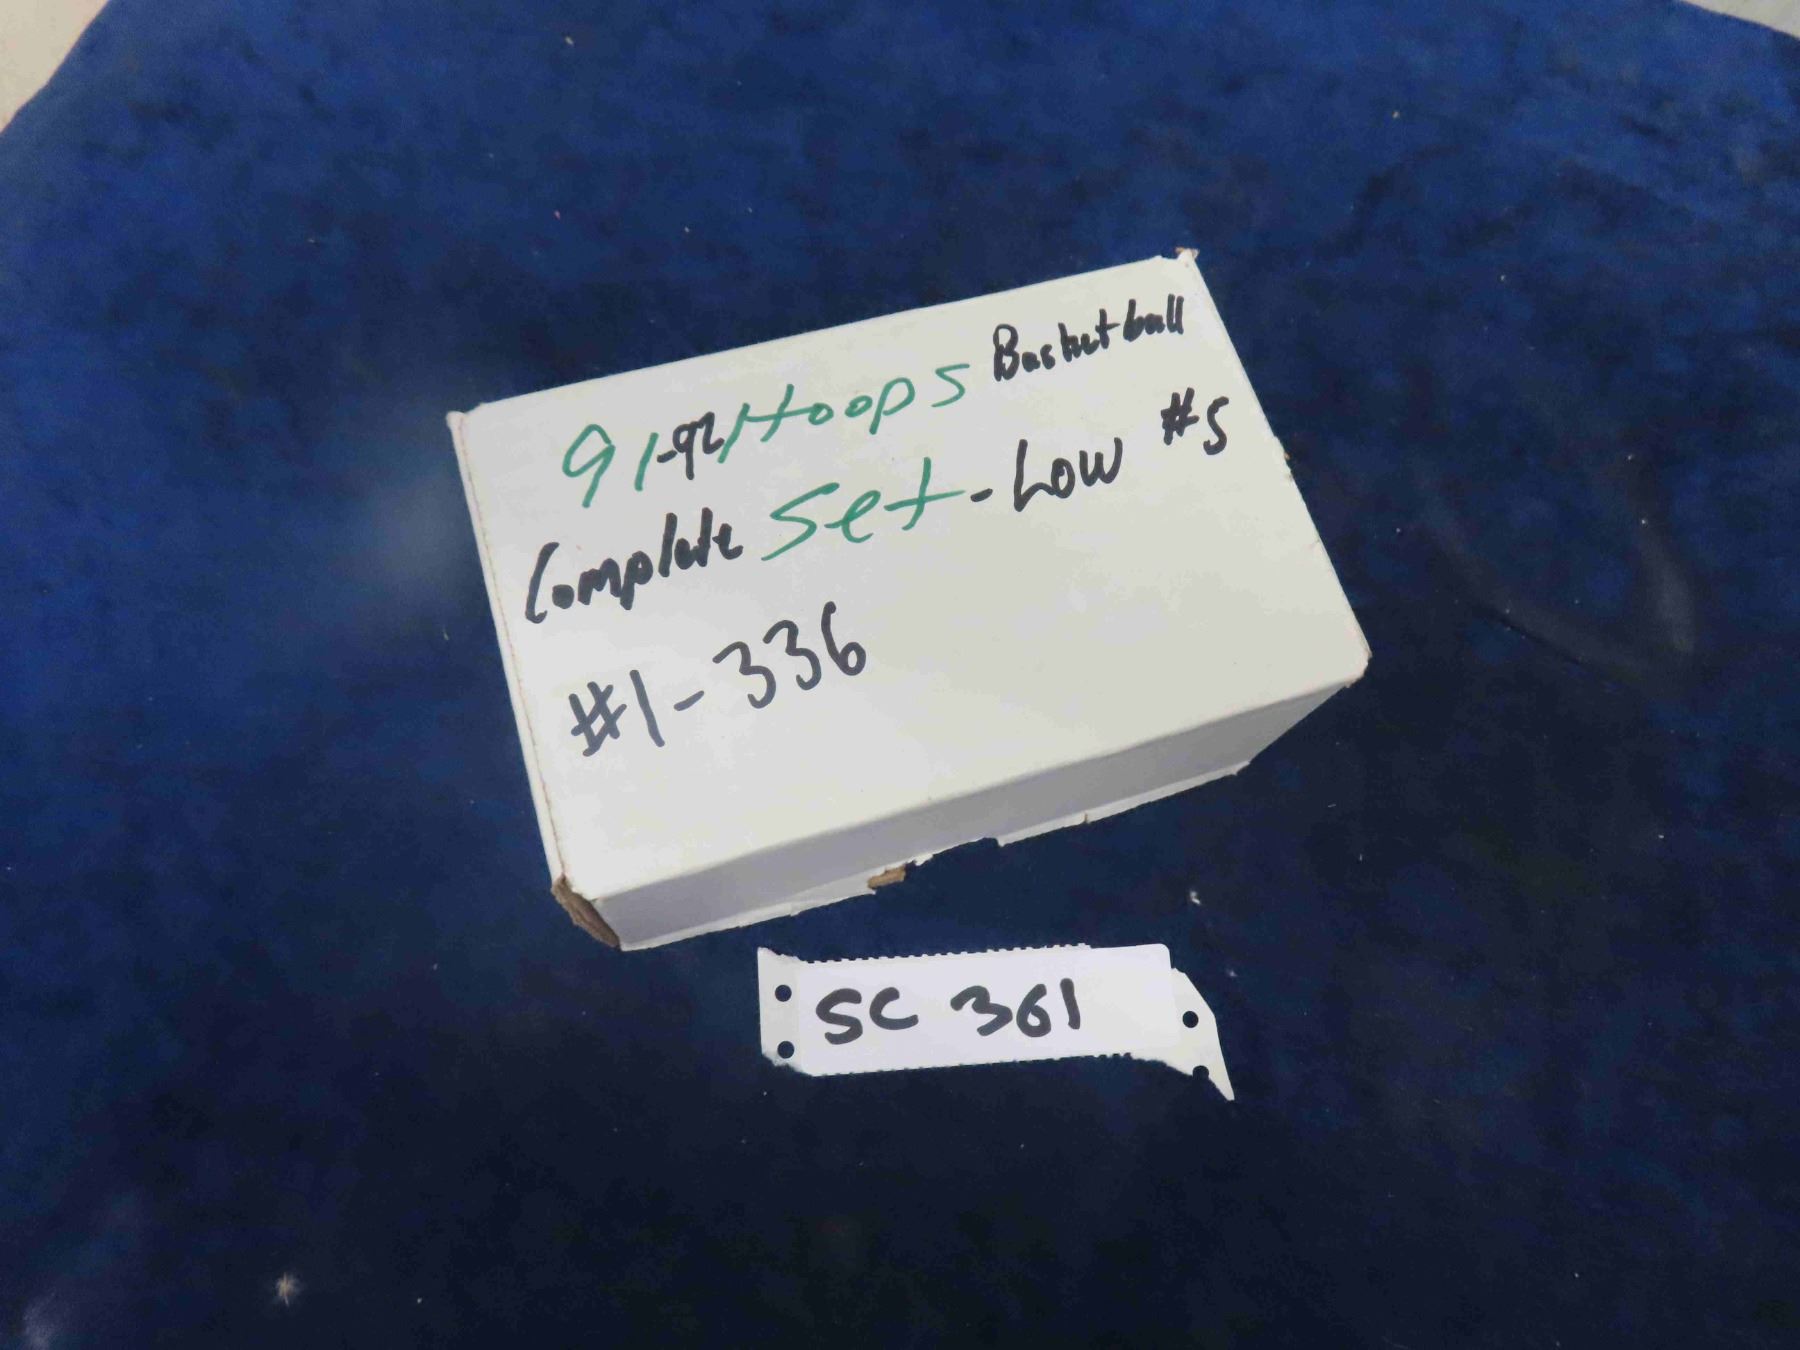 91-92 Hoops Basketball
Complete Set - Low #s
#1-336
SC 361